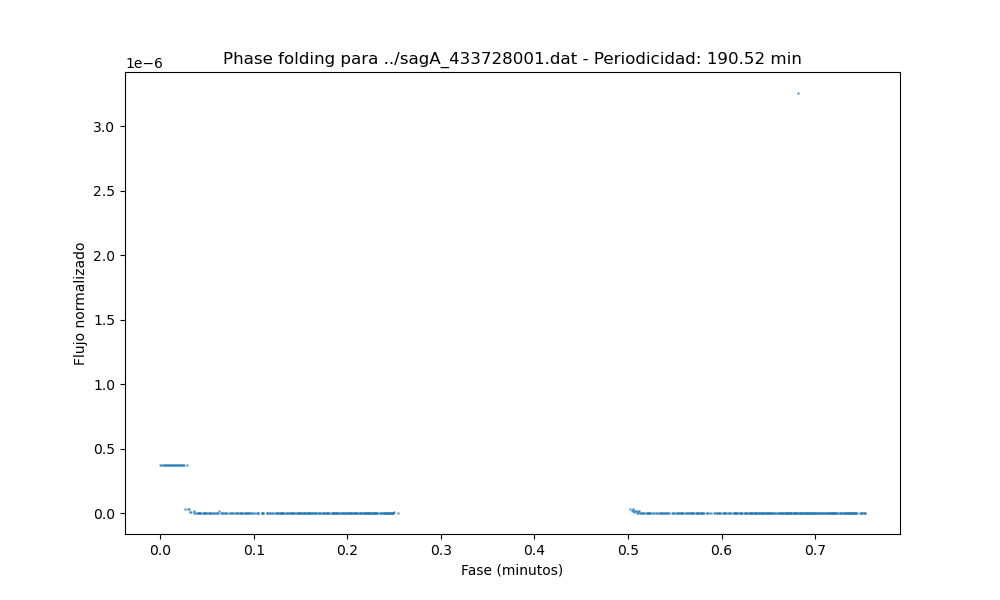 Phase folding para ../sagA_433728001.dat - Periodicidad: 190.52 min
1e−6
3.0
2.5
2.0
1.5
1.0
0.5
0.0
Flujo normalizado
0.0 0.1 0.2 0.3 0.4 0.5 0.6 0.7
Fase (minutos)